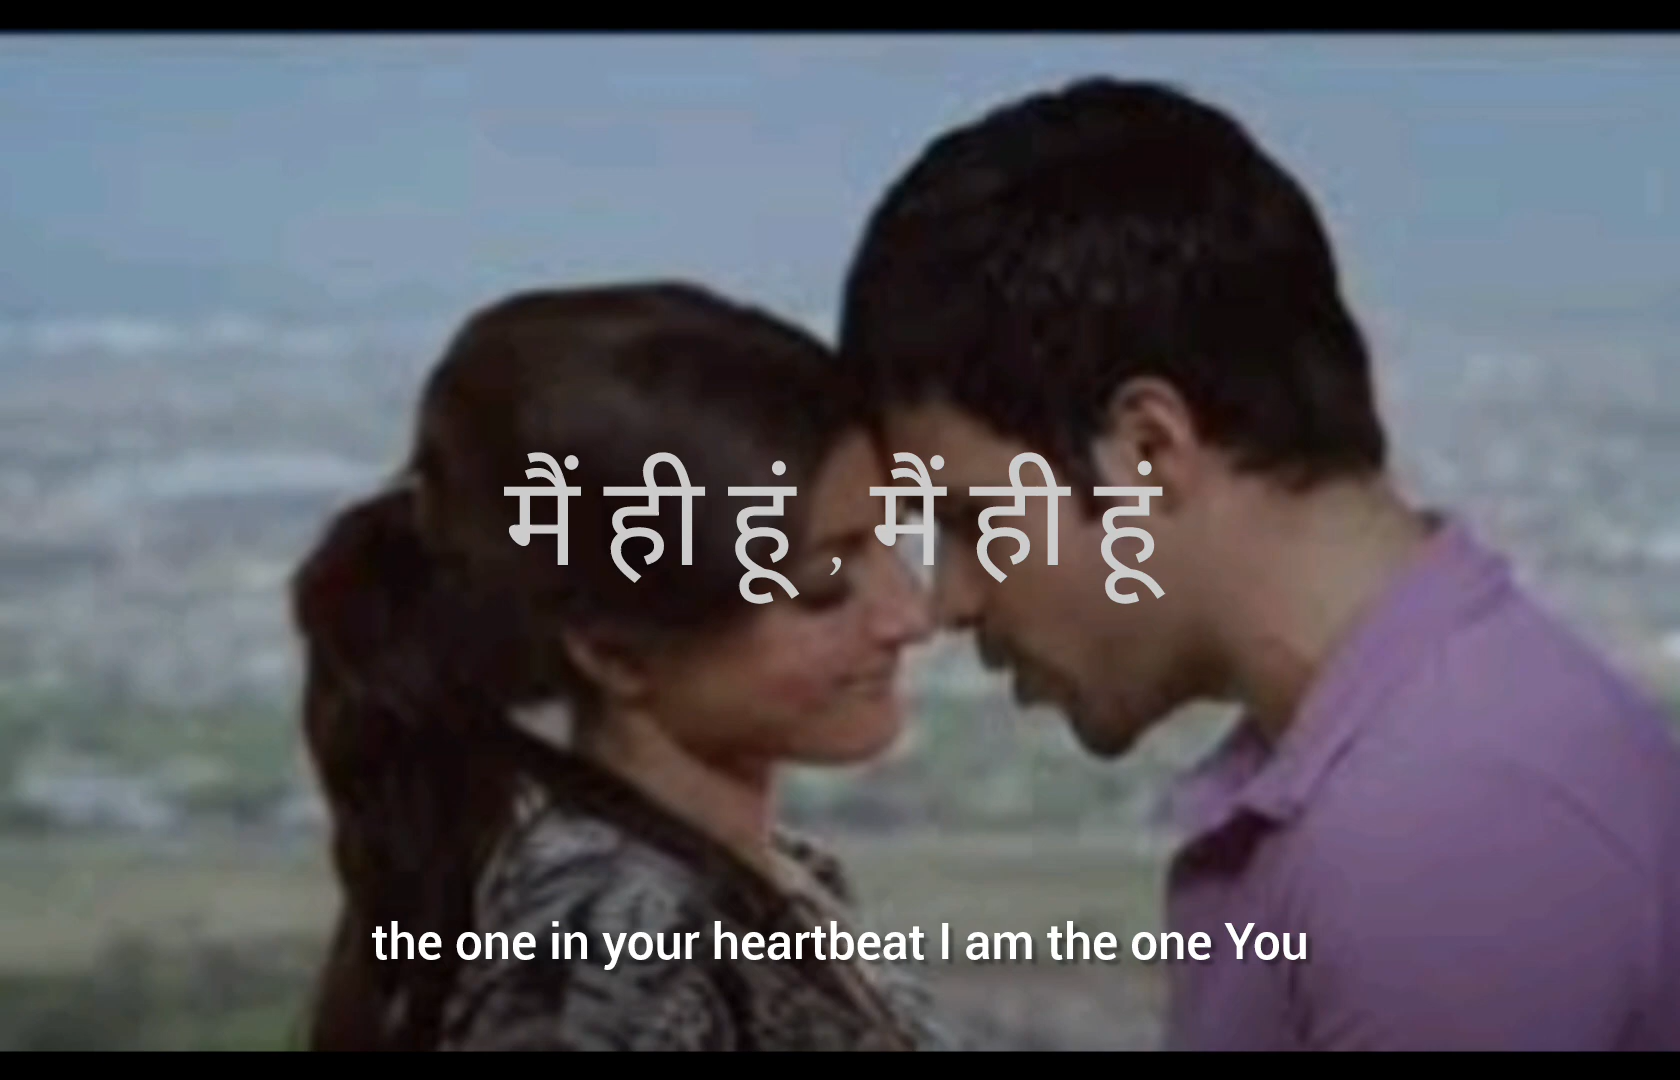 मैं ही हूं , मैं ही हूं
the one in your heartbeat I am the one You